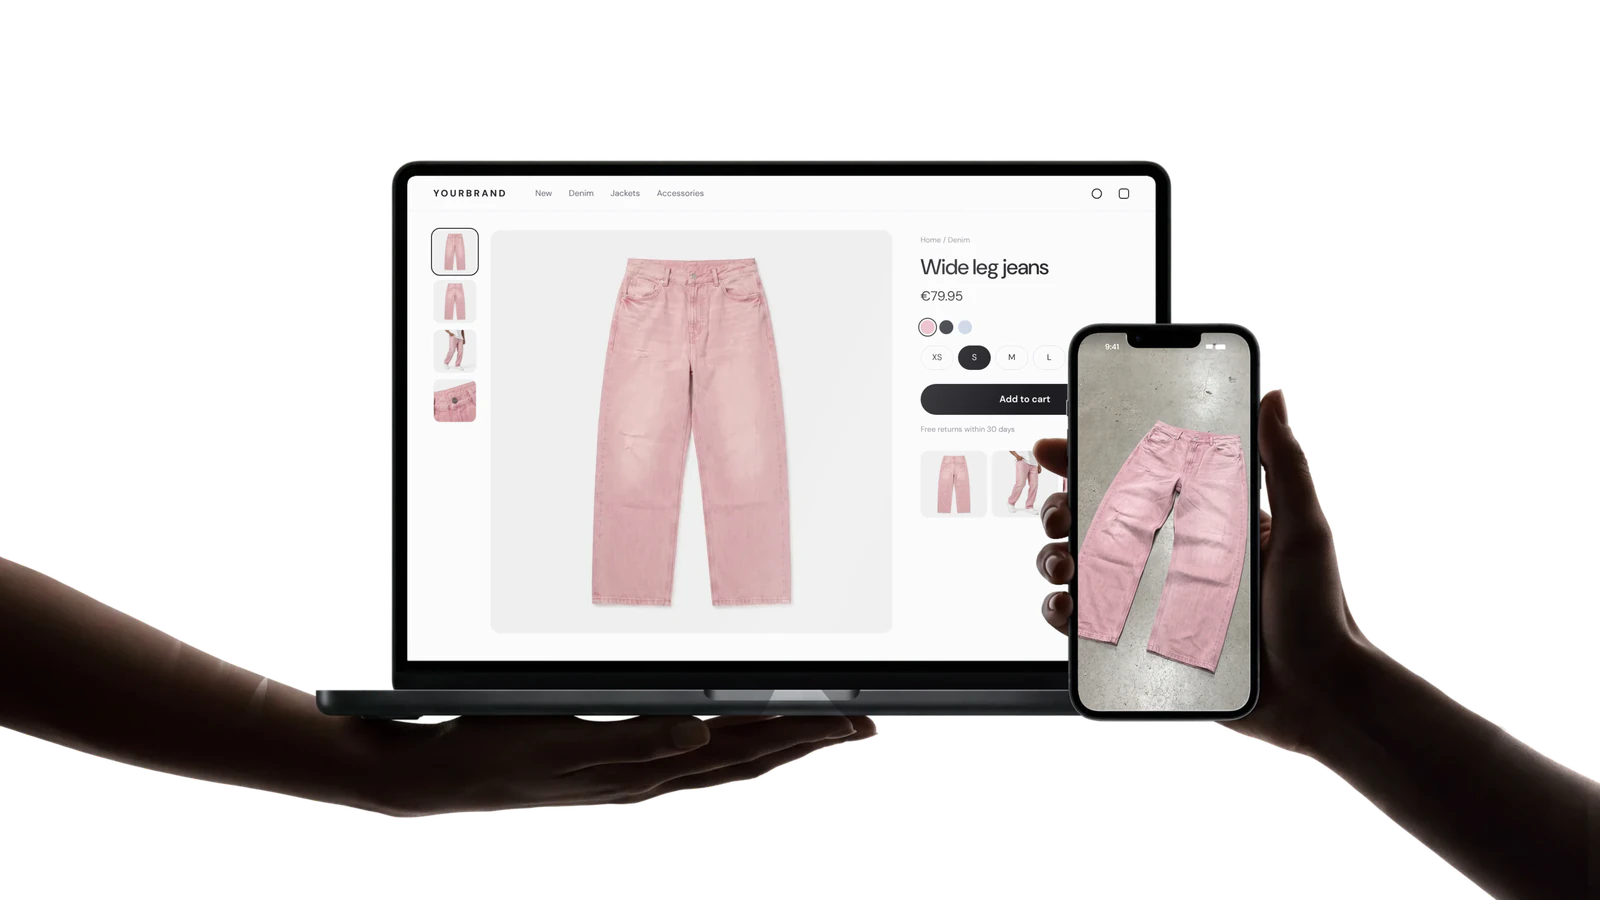 YOURBRAND New Denim Jackets Accessories
Home / Denim
Wide leg jeans
€79.95
XS S M L
Add to cart
Free returns within 30 days
9:41